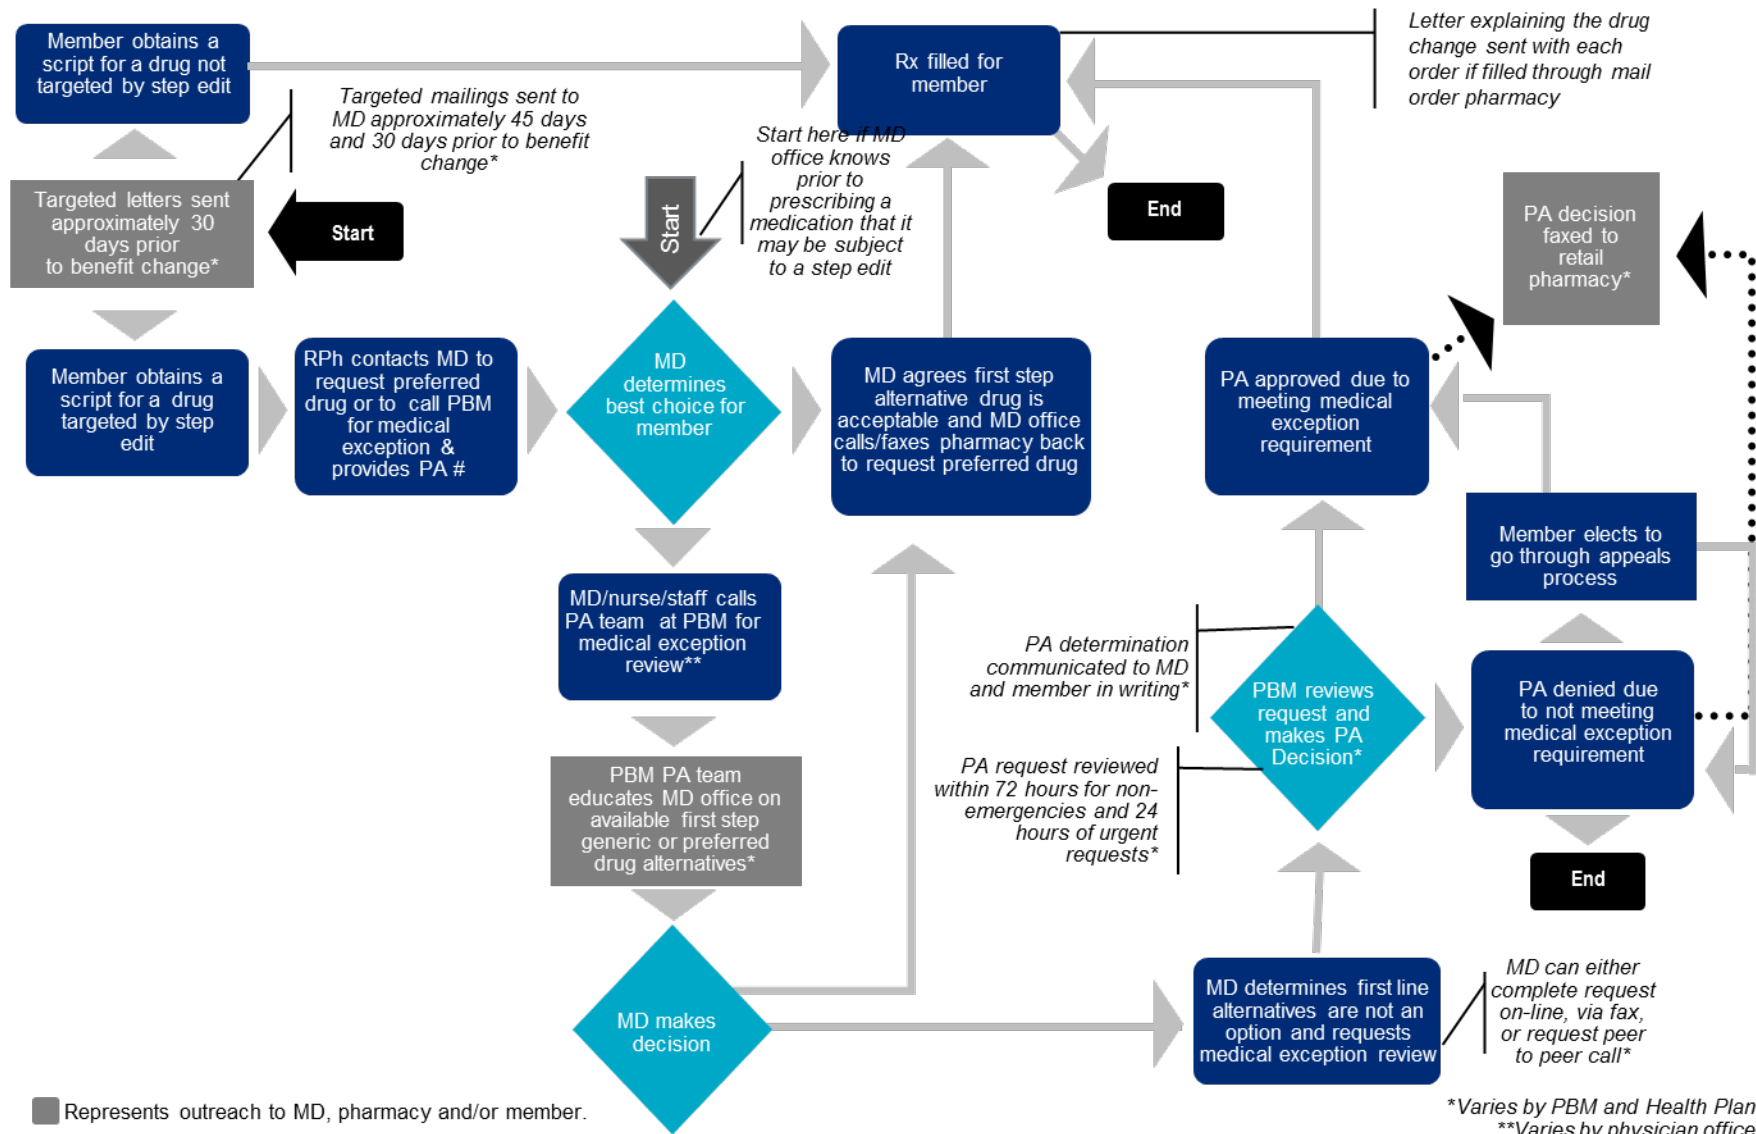 Member obtains a
script for a drug not
targeted by step edit
Targeted mailings sent to
MD approximately 45 days
and 30 days prior to benefit
change*
Rx filled for
member
Letter explaining the drug
change sent with each
order if filled through mail
order pharmacy
Start here if MD
office knows
prior to
prescribing a
medication that it
may be subject
to a step edit
Targeted letters sent
approximately 30
days prior
to benefit change*
Start
Start
End
PA decision
faxed to
retail
pharmacy*
Member obtains a
script for a drug
targeted by step
edit
RPh contacts MD to
request preferred
drug or to call PBM
for medical
exception &
provides PA #
MD
determines
best choice for
member
MD agrees first step
alternative drug is
acceptable and MD office
calls/faxes pharmacy back
to request preferred drug
PA approved due to
meeting medical
exception
requirement
Member elects to
go through appeals
process
MD/nurse/staff calls
PA team at PBM for
medical exception
review**
PA determination
communicated to MD
and member in writing*
PBM reviews
request and
makes PA
Decision*
PA denied due
to not meeting
medical exception
requirement
PA request reviewed
within 72 hours for non-
emergencies and 24
hours of urgent
requests*
PBM PA team
educates MD office on
available first step
generic or preferred
drug alternatives*
End
MD makes
decision
MD determines first line
alternatives are not an
option and requests
medical exception review
MD can either
complete request
on-line, via fax,
or request peer
to peer call*
Represents outreach to MD, pharmacy and/or member.
*Varies by PBM and Health Plan
**Varies by physician office